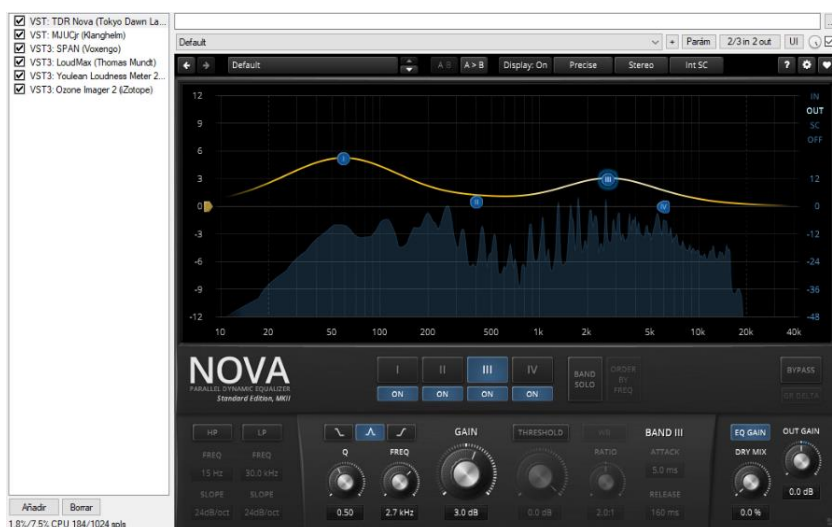 VST: TDR Nova (Tokyo Dawn La...
VST: MJUCjr (Klanghelm)
VST3: SPAN (Voxengo)
VST3: LoudMax (Thomas Mundt)
VST3: Youlean Loudness Meter 2...
VST3: Ozone Imager 2 (iZotope)
Añadir Borrar
1.8%/7.5% CPU 184/1024 spls
Default + Parám 2/3 in 2 out UI
Default A B A > B Display: On Precise Stereo Int SC ?
12 IN
OUT
9 SC
OFF
6
3 12
0 0
-3 -12
-6 -24
-9 -36
-12 -48
I II III IV
10 20 50 100 200 500 1k 2k 5k 10k 20k 40k
NOVA
PARALLEL DYNAMIC EQUALIZER
Standard Edition, MKII
I II III IV
ON ON ON ON
BAND SOLO
ORDER BY FREQ
BYPASS
GR DELTA
HP LP
FREQ FREQ
15 Hz 30.0 kHz
SLOPE SLOPE
24dB/oct 24dB/oct
Q FREQ GAIN
0.50 2.7 kHz 3.0 dB
THRESHOLD
0.0 dB
RATIO
2.0:1
BAND III
ATTACK
5.0 ms
RELEASE
160 ms
EQ GAIN OUT GAIN
DRY MIX
0.0 % 0.0 dB